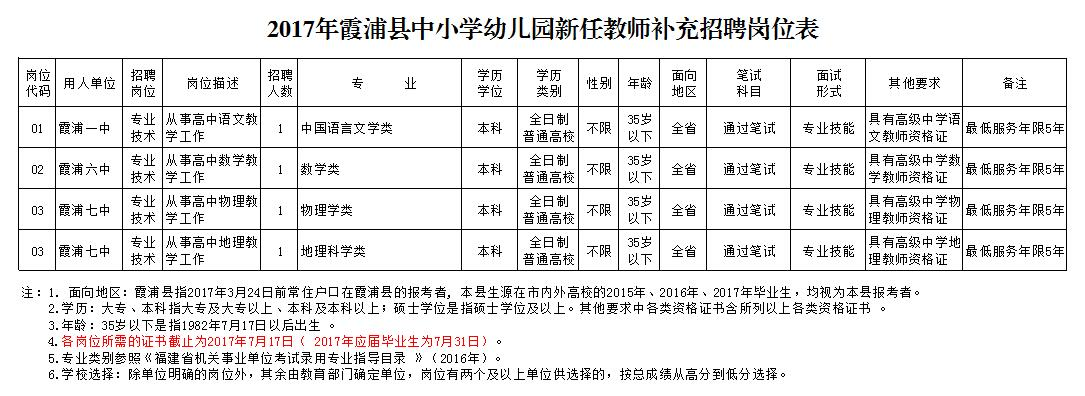 2017年霞浦县中小学幼儿园新任教师补充招聘岗位表
岗位代码 用人单位 招聘岗位 岗位描述 招聘人数 专 业 学历学位 学历类别 性别 年龄 面向地区 笔试科目 面试形式 其他要求 备注
01 霞浦一中 专业技术 从事高中语文教学工作 1 中国语言文学类 本科 全日制普通高校 不限 35岁以下 全省 通过笔试 专业技能 具有高级中学语文教师资格证 最低服务年限5年
02 霞浦六中 专业技术 从事高中数学教学工作 1 数学类 本科 全日制普通高校 不限 35岁以下 全省 通过笔试 专业技能 具有高级中学数学教师资格证 最低服务年限5年
03 霞浦七中 专业技术 从事高中物理教学工作 1 物理学类 本科 全日制普通高校 不限 35岁以下 全省 通过笔试 专业技能 具有高级中学物理教师资格证 最低服务年限5年
03 霞浦七中 专业技术 从事高中地理教学工作 1 地理科学类 本科 全日制普通高校 不限 35岁以下 全省 通过笔试 专业技能 具有高级中学地理教师资格证 最低服务年限5年
注：1. 面向地区：霞浦县指2017年3月24日前常住户口在霞浦县的报考者, 本县生源在市内外高校的2015年、2016年、2017年毕业生，均视为本县报考者。
2.学历：大专、本科指大专及大专以上、本科及本科以上；硕士学位是指硕士学位及以上。其他要求中各类资格证书含所列以上各类资格证书 。
3.年龄：35岁以下是指1982年7月17日以后出生 。
4.各岗位所需的证书截止为2017年7月17日（ 2017年应届毕业生为7月31日）。
5.专业类别参照《福建省机关事业单位考试录用专业指导目录 》（2016年）。
6.学校选择：除单位明确的岗位外，其余由教育部门确定单位，岗位有两个及以上单位供选择的，按总成绩从高分到低分选择。